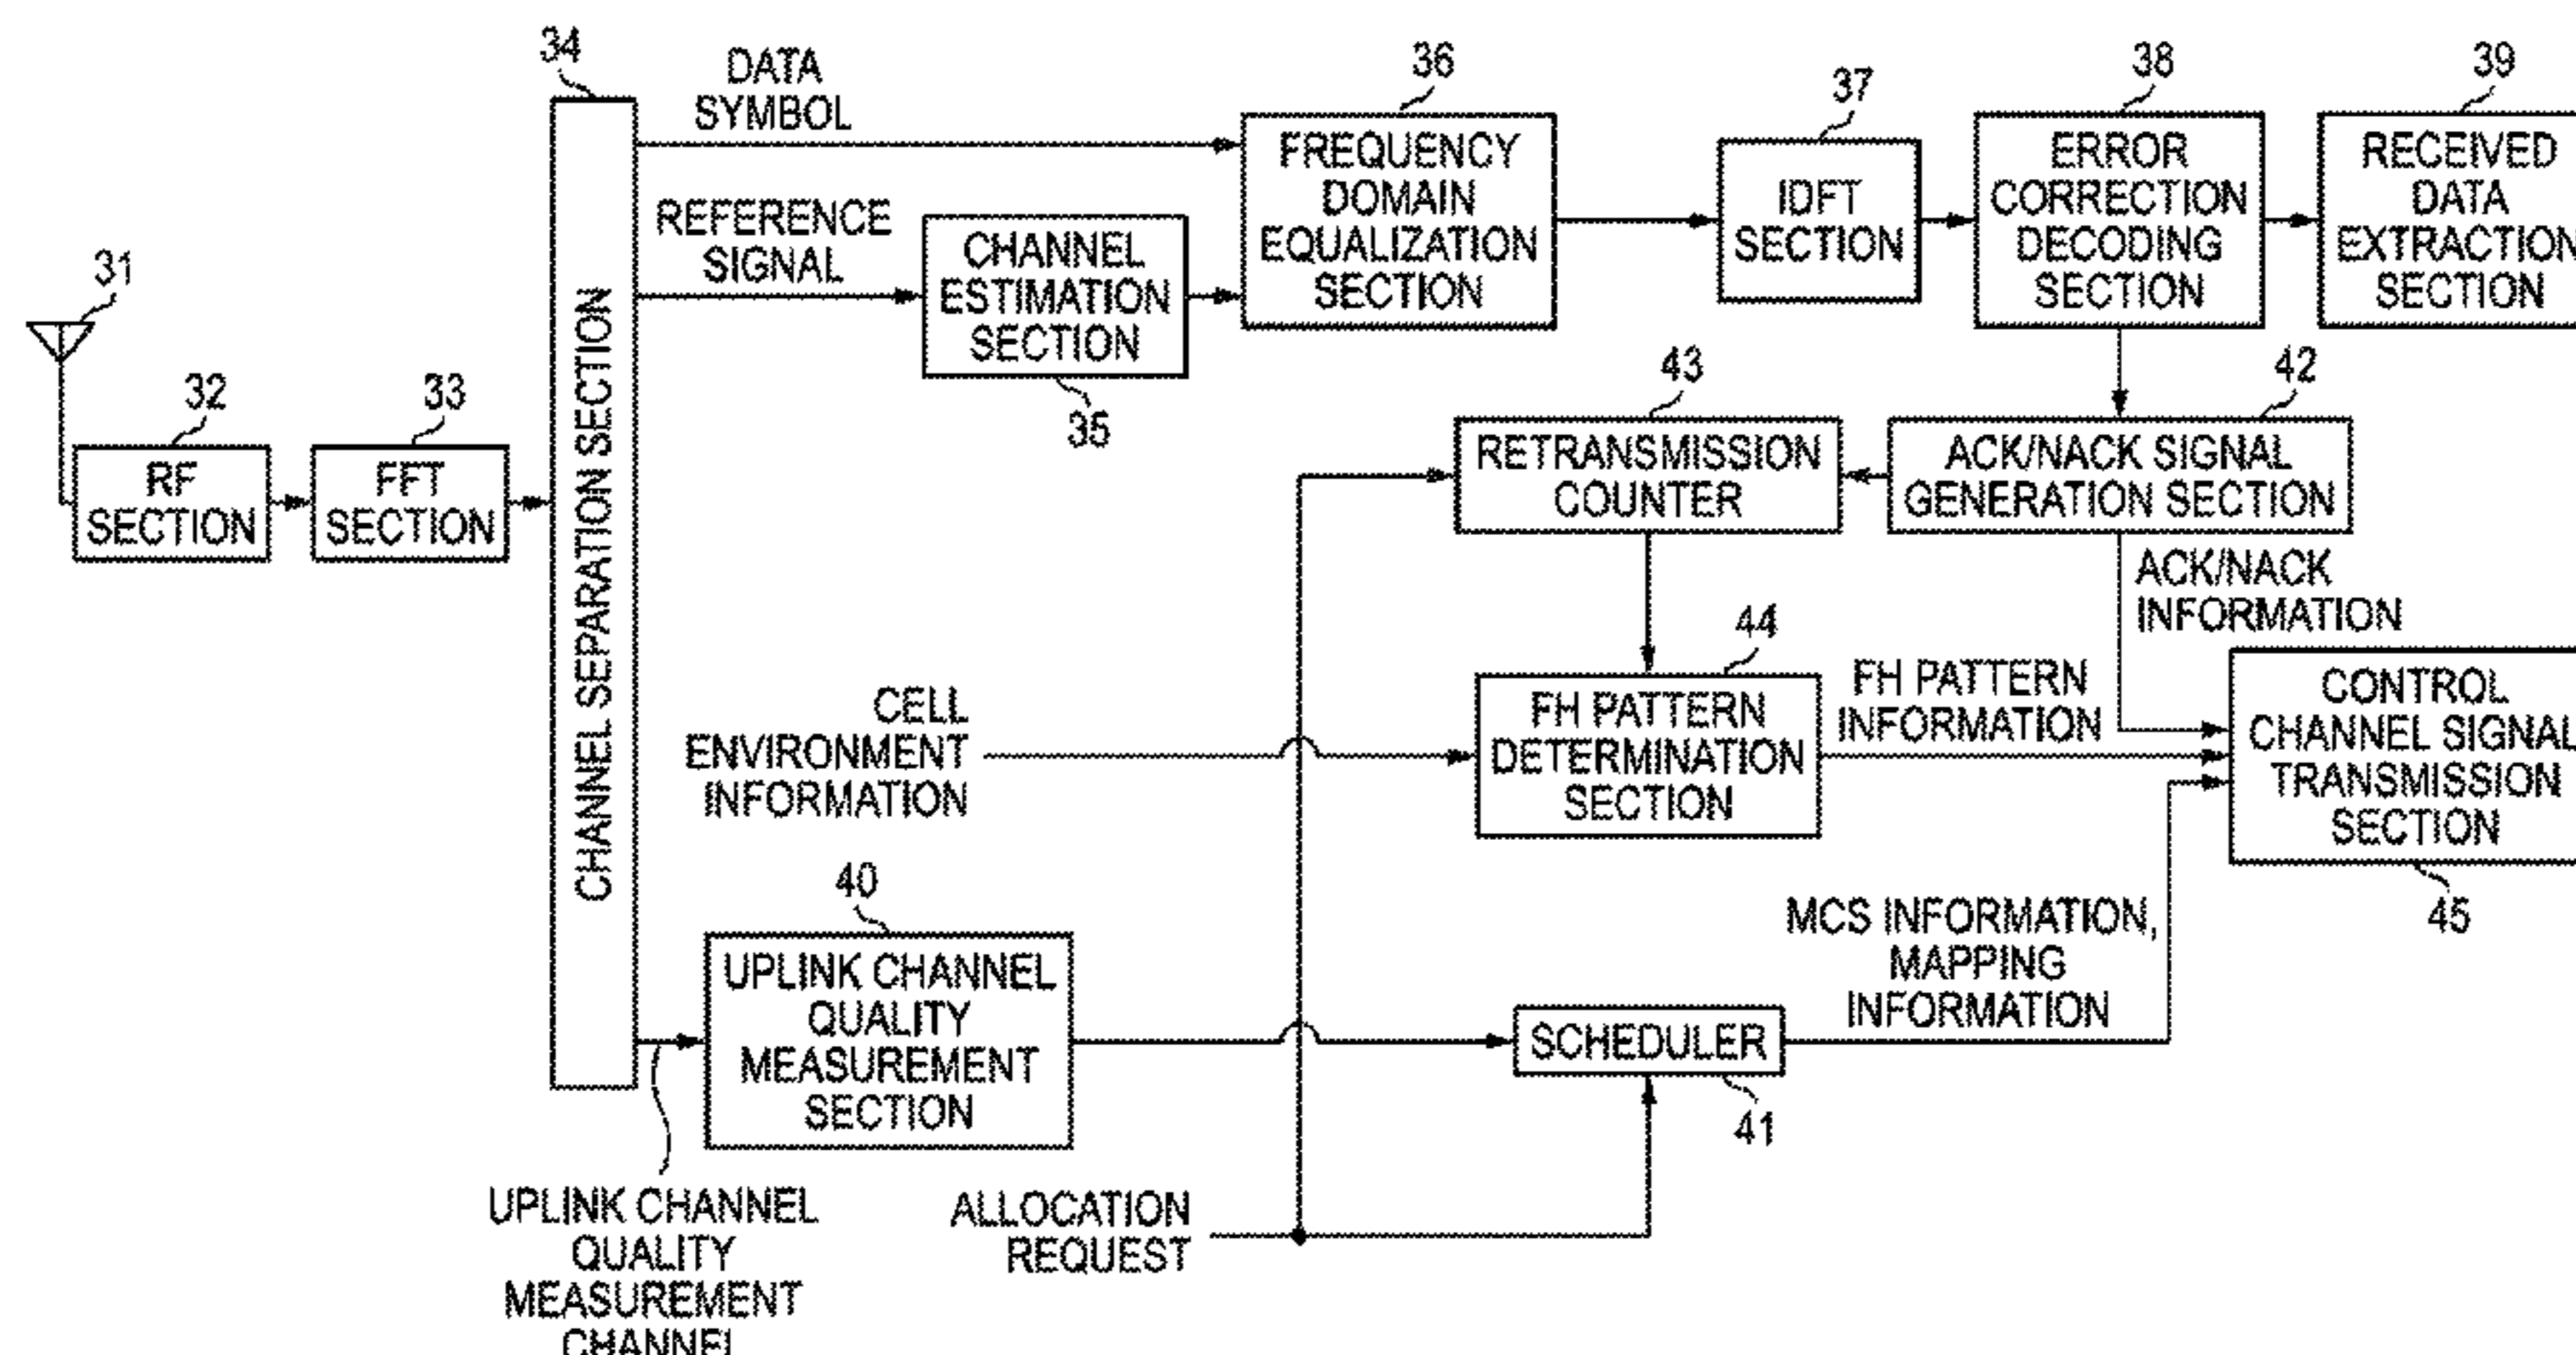 34
DATA
SYMBOL
36
37
38
39
FREQUENCY
DOMAIN
EQUALIZATION
SECTION
IDFT
SECTION
ERROR
CORRECTION
DECODING
SECTION
RECEIVED
DATA
EXTRACTION
SECTION
REFERENCE
SIGNAL
CHANNEL
ESTIMATION
SECTION
35
31
32
33
RF
SECTION
FFT
SECTION
CHANNEL SEPARATION SECTION
43
42
RETRANSMISSION
COUNTER
ACK/NACK SIGNAL
GENERATION SECTION
ACK/NACK
INFORMATION
44
CELL
ENVIRONMENT
INFORMATION
FH PATTERN
DETERMINATION
SECTION
FH PATTERN
INFORMATION
CONTROL
CHANNEL SIGNAL
TRANSMISSION
SECTION
45
40
UPLINK CHANNEL
QUALITY
MEASUREMENT
SECTION
SCHEDULER
41
MCS INFORMATION,
MAPPING
INFORMATION
UPLINK CHANNEL
QUALITY
MEASUREMENT
CHANNEL
ALLOCATION
REQUEST